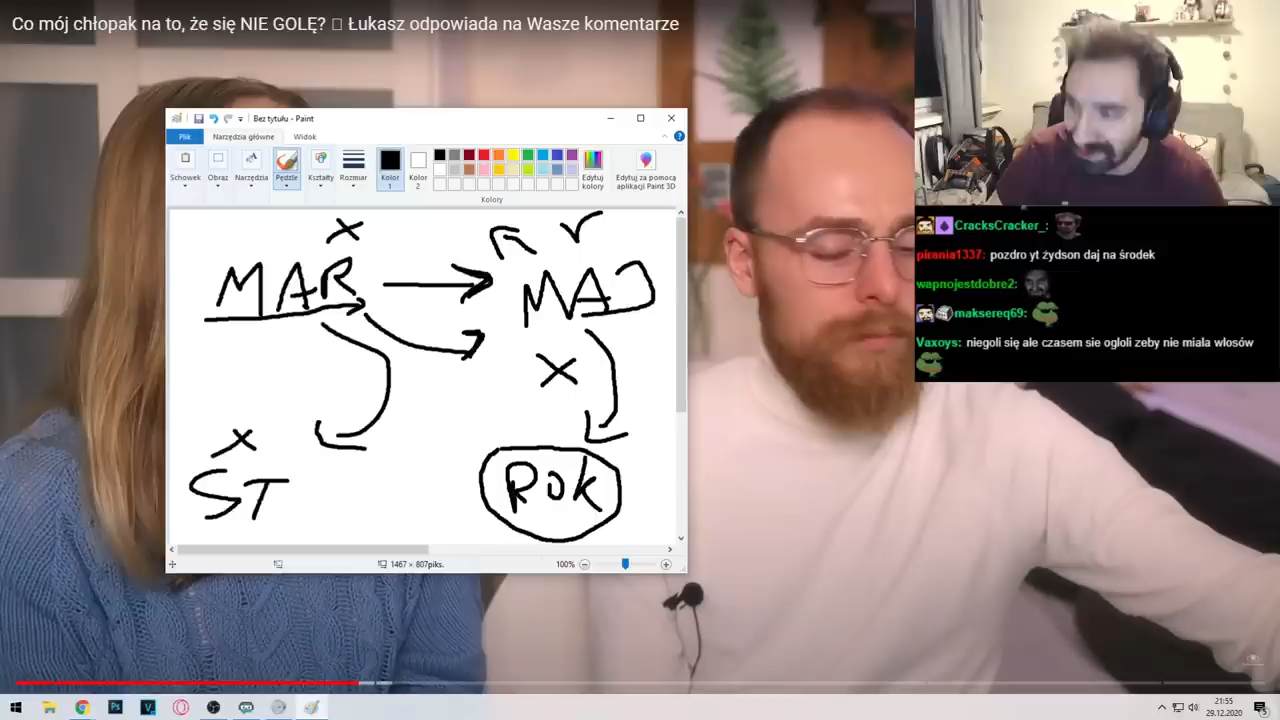 Co mój chłopak na to, że się NIE GOLĘ? Łukasz odpowiada na Wasze komentarze
Bez tytułu - Paint
Plik Narzędzia główne Widok
Schowek Obraz Narzędzia Pędzle Kształty Rozmiar Kolor 1 Kolor 2 Edytuj kolory Edytuj za pomocą aplikacji Paint 3D
Kolory
x
MAR MAJ
x
x
ST ROK
1467 × 807piks. 100%
CracksCracker_:
pirania1337: pozdro yt żydson daj na środek
wapnojestdobre2:
maksereq69:
Vaxoys: niegoli się ale czasem sie ogloli zeby nie miala wlosów
21:55
29.12.2020